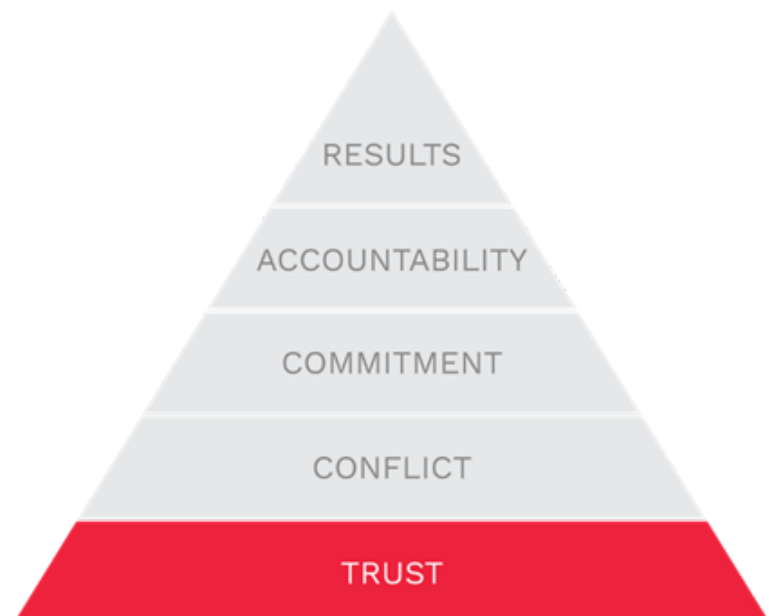 RESULTS
ACCOUNTABILITY
COMMITMENT
CONFLICT
TRUST